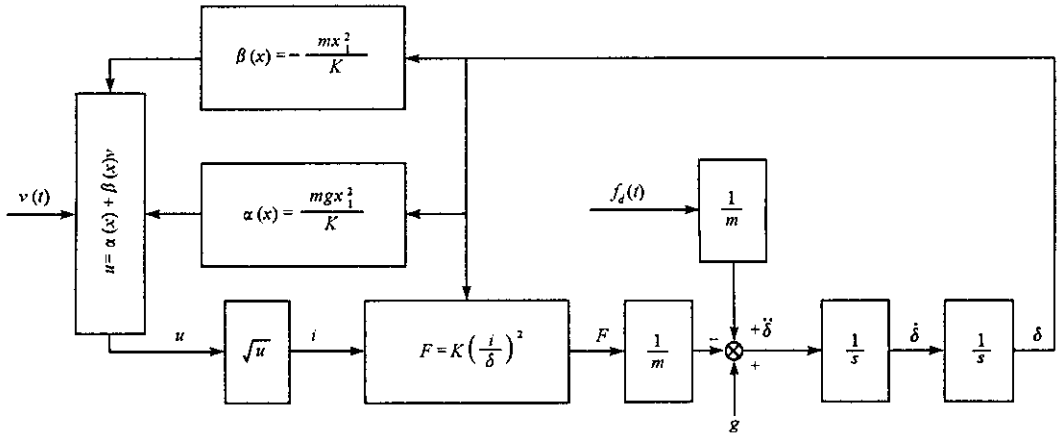 β(x) = - mx₁² / K
v(t)
u = α(x) + β(x)v
α(x) = mgx₁² / K
f_d(t)
1/m
u
√u
i
F = K(i/δ)²
F
1/m
-
+
δ̈
+
g
1/s
δ̇
1/s
δ